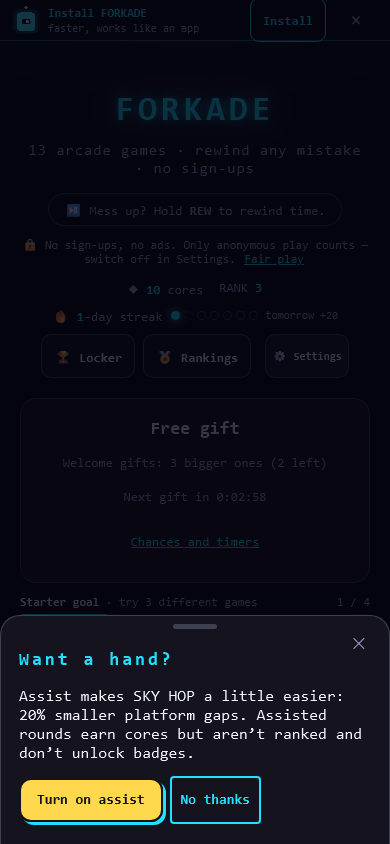 Install FORKADE
faster, works like an app
Install
×
FORKADE
13 arcade games · rewind any mistake
· no sign-ups
Mess up? Hold REW to rewind time.
No sign-ups, no ads. Only anonymous play counts —
switch off in Settings. Fair play
◆ 10 cores RANK 3
1-day streak tomorrow +20
Locker
Rankings
Settings
Free gift
Welcome gifts: 3 bigger ones (2 left)
Next gift in 0:02:58
Chances and timers
Starter goal · try 3 different games 1 / 4
Want a hand?
Assist makes SKY HOP a little easier:
20% smaller platform gaps. Assisted
rounds earn cores but aren’t ranked and
don’t unlock badges.
Turn on assist
No thanks